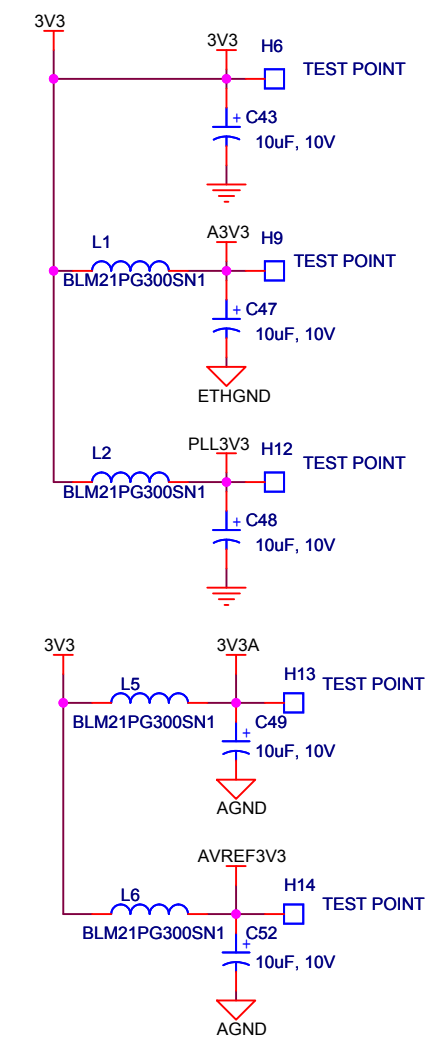 3V3
3V3
H6
TEST POINT
+ C43
10uF, 10V
A3V3
H9
L1
TEST POINT
BLM21PG300SN1
+ C47
10uF, 10V
ETHGND
PLL3V3
H12
L2
TEST POINT
BLM21PG300SN1
+ C48
10uF, 10V
3V3
3V3A
H13
L5
TEST POINT
BLM21PG300SN1
+ C49
10uF, 10V
AGND
AVREF3V3
H14
L6
TEST POINT
BLM21PG300SN1
+ C52
10uF, 10V
AGND